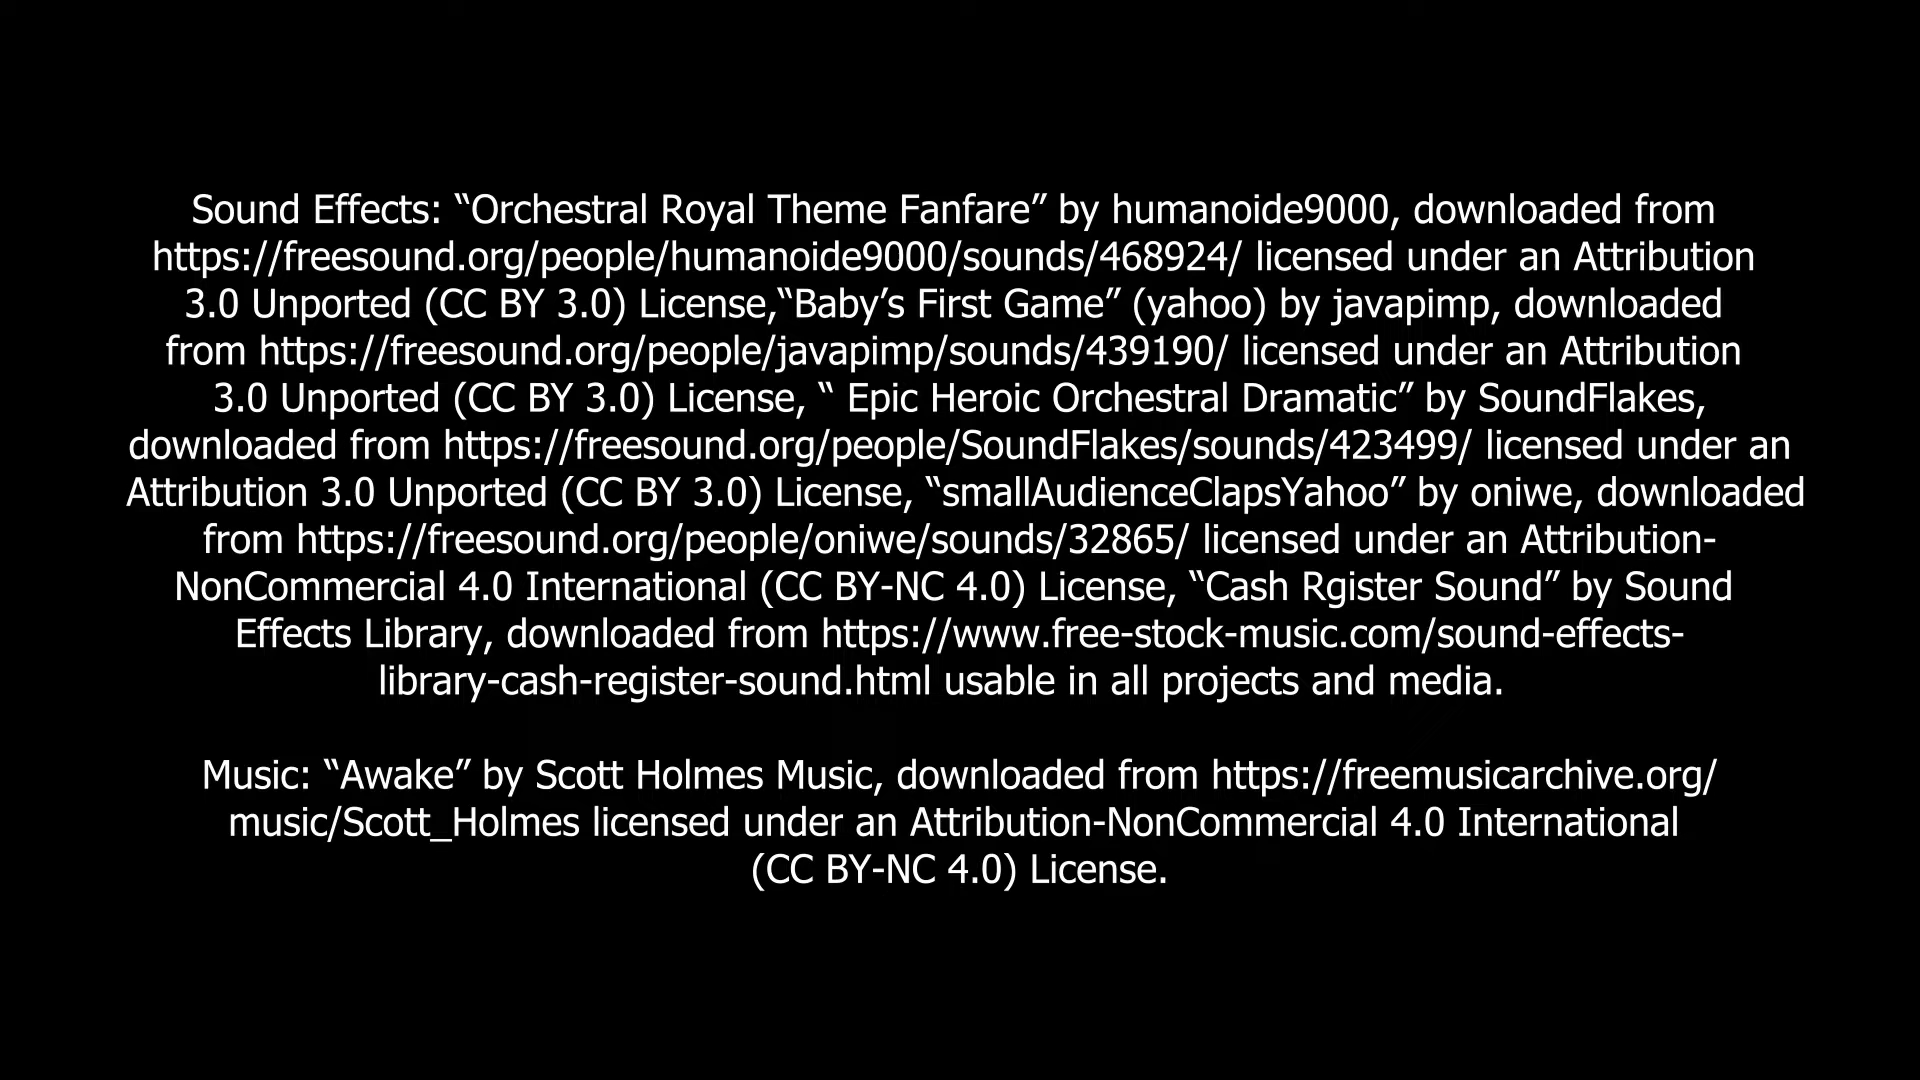 Sound Effects: “Orchestral Royal Theme Fanfare” by humanoide9000, downloaded from
https://freesound.org/people/humanoide9000/sounds/468924/ licensed under an Attribution
3.0 Unported (CC BY 3.0) License,“Baby’s First Game” (yahoo) by javapimp, downloaded
from https://freesound.org/people/javapimp/sounds/439190/ licensed under an Attribution
3.0 Unported (CC BY 3.0) License, “ Epic Heroic Orchestral Dramatic” by SoundFlakes,
downloaded from https://freesound.org/people/SoundFlakes/sounds/423499/ licensed under an
Attribution 3.0 Unported (CC BY 3.0) License, “smallAudienceClapsYahoo” by oniwe, downloaded
from https://freesound.org/people/oniwe/sounds/32865/ licensed under an Attribution-
NonCommercial 4.0 International (CC BY-NC 4.0) License, “Cash Rgister Sound” by Sound
Effects Library, downloaded from https://www.free-stock-music.com/sound-effects-
library-cash-register-sound.html usable in all projects and media.
Music: “Awake” by Scott Holmes Music, downloaded from https://freemusicarchive.org/
music/Scott_Holmes licensed under an Attribution-NonCommercial 4.0 International
(CC BY-NC 4.0) License.